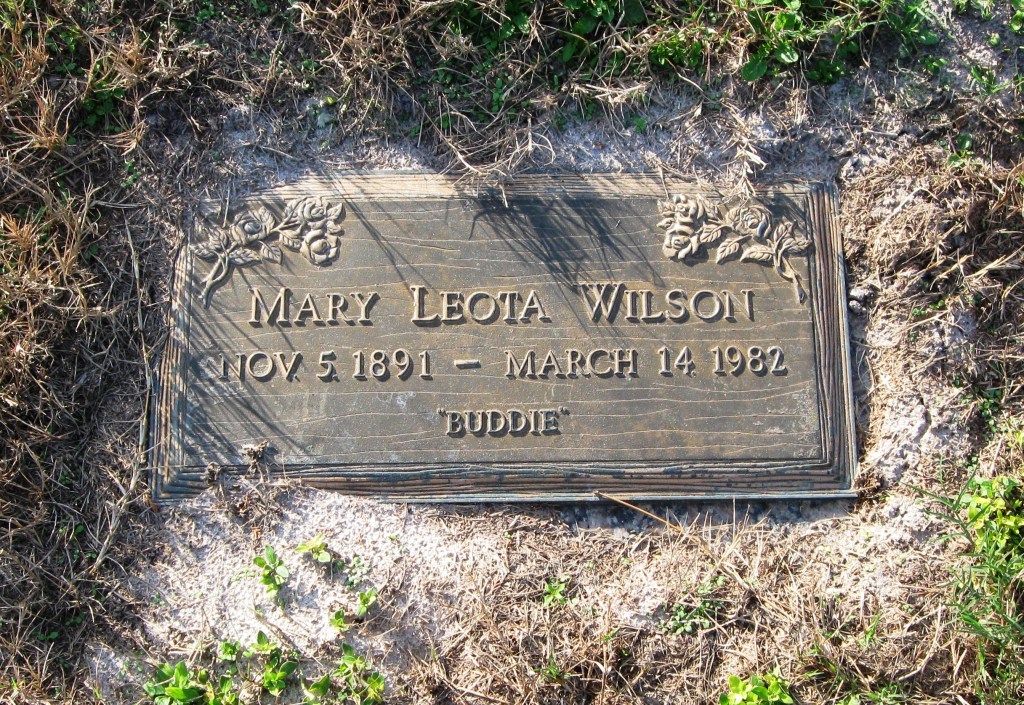 MARY LEOTA WILSON
NOV. 5, 1891 – MARCH 14, 1982
"BUDDIE"